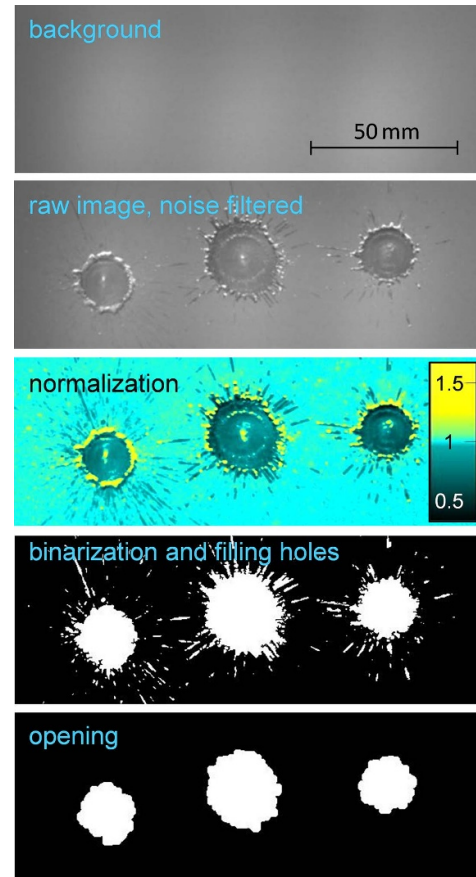 background
50 mm
raw image, noise filtered
normalization
1.5
1
0.5
binarization and filling holes
opening